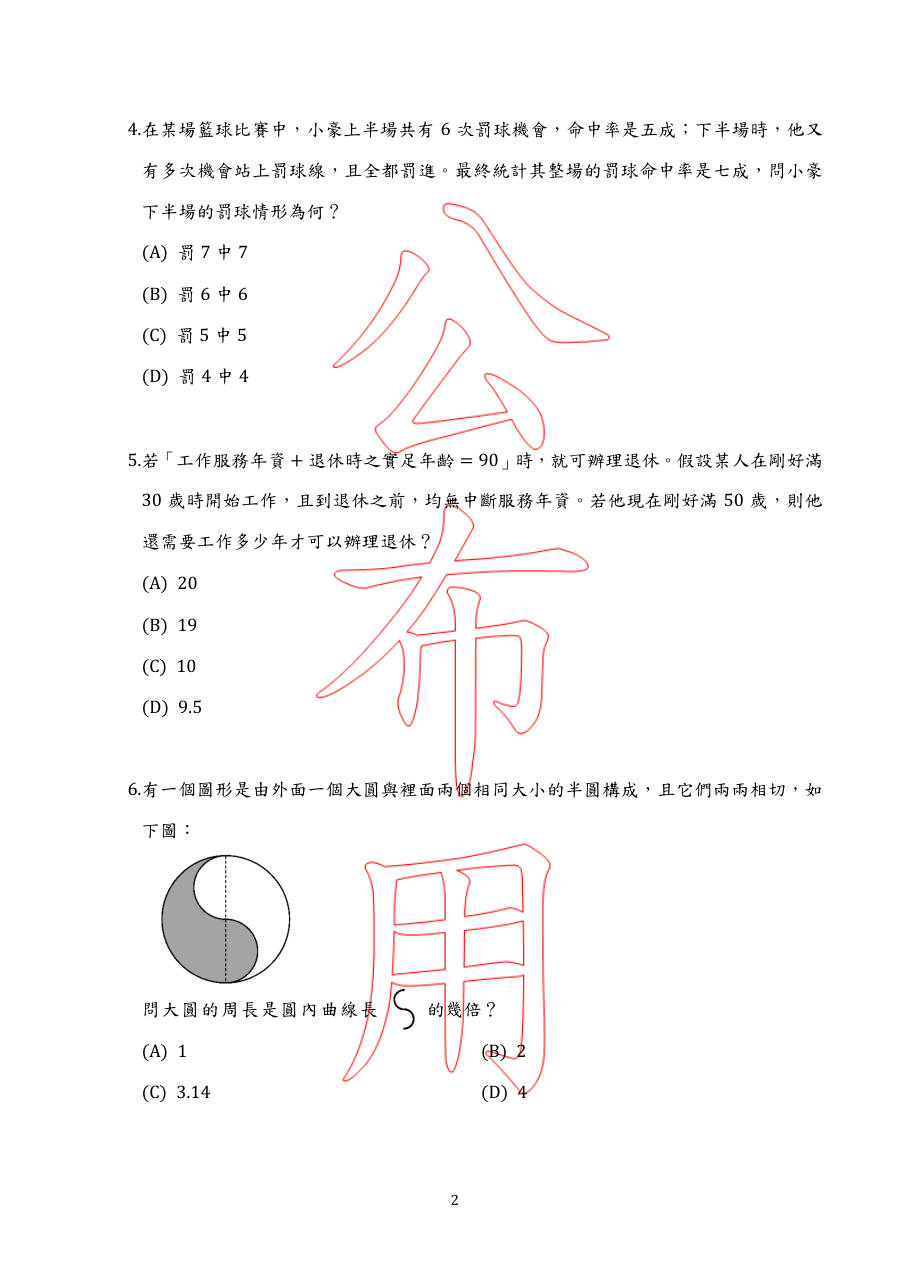 4.在某場籃球比賽中，小豪上半場共有 6 次罰球機會，命中率是五成；下半場時，他又
有多次機會站上罰球線，且全都罰進。最終統計其整場的罰球命中率是七成，問小豪
下半場的罰球情形為何？
(A) 罰 7 中 7
(B) 罰 6 中 6
(C) 罰 5 中 5
(D) 罰 4 中 4
5.若「工作服務年資 + 退休時之實足年齡 = 90」時，就可辦理退休。假設某人在剛好滿
30 歲時開始工作，且到退休之前，均無中斷服務年資。若他現在剛好滿 50 歲，則他
還需要工作多少年才可以辦理退休？
(A) 20
(B) 19
(C) 10
(D) 9.5
6.有一個圖形是由外面一個大圓與裡面兩個相同大小的半圓構成，且它們兩兩相切，如
下圖：
問大圓的周長是圓內曲線長 的幾倍？
(A) 1 (B) 2
(C) 3.14 (D) 4
2
公
布
用